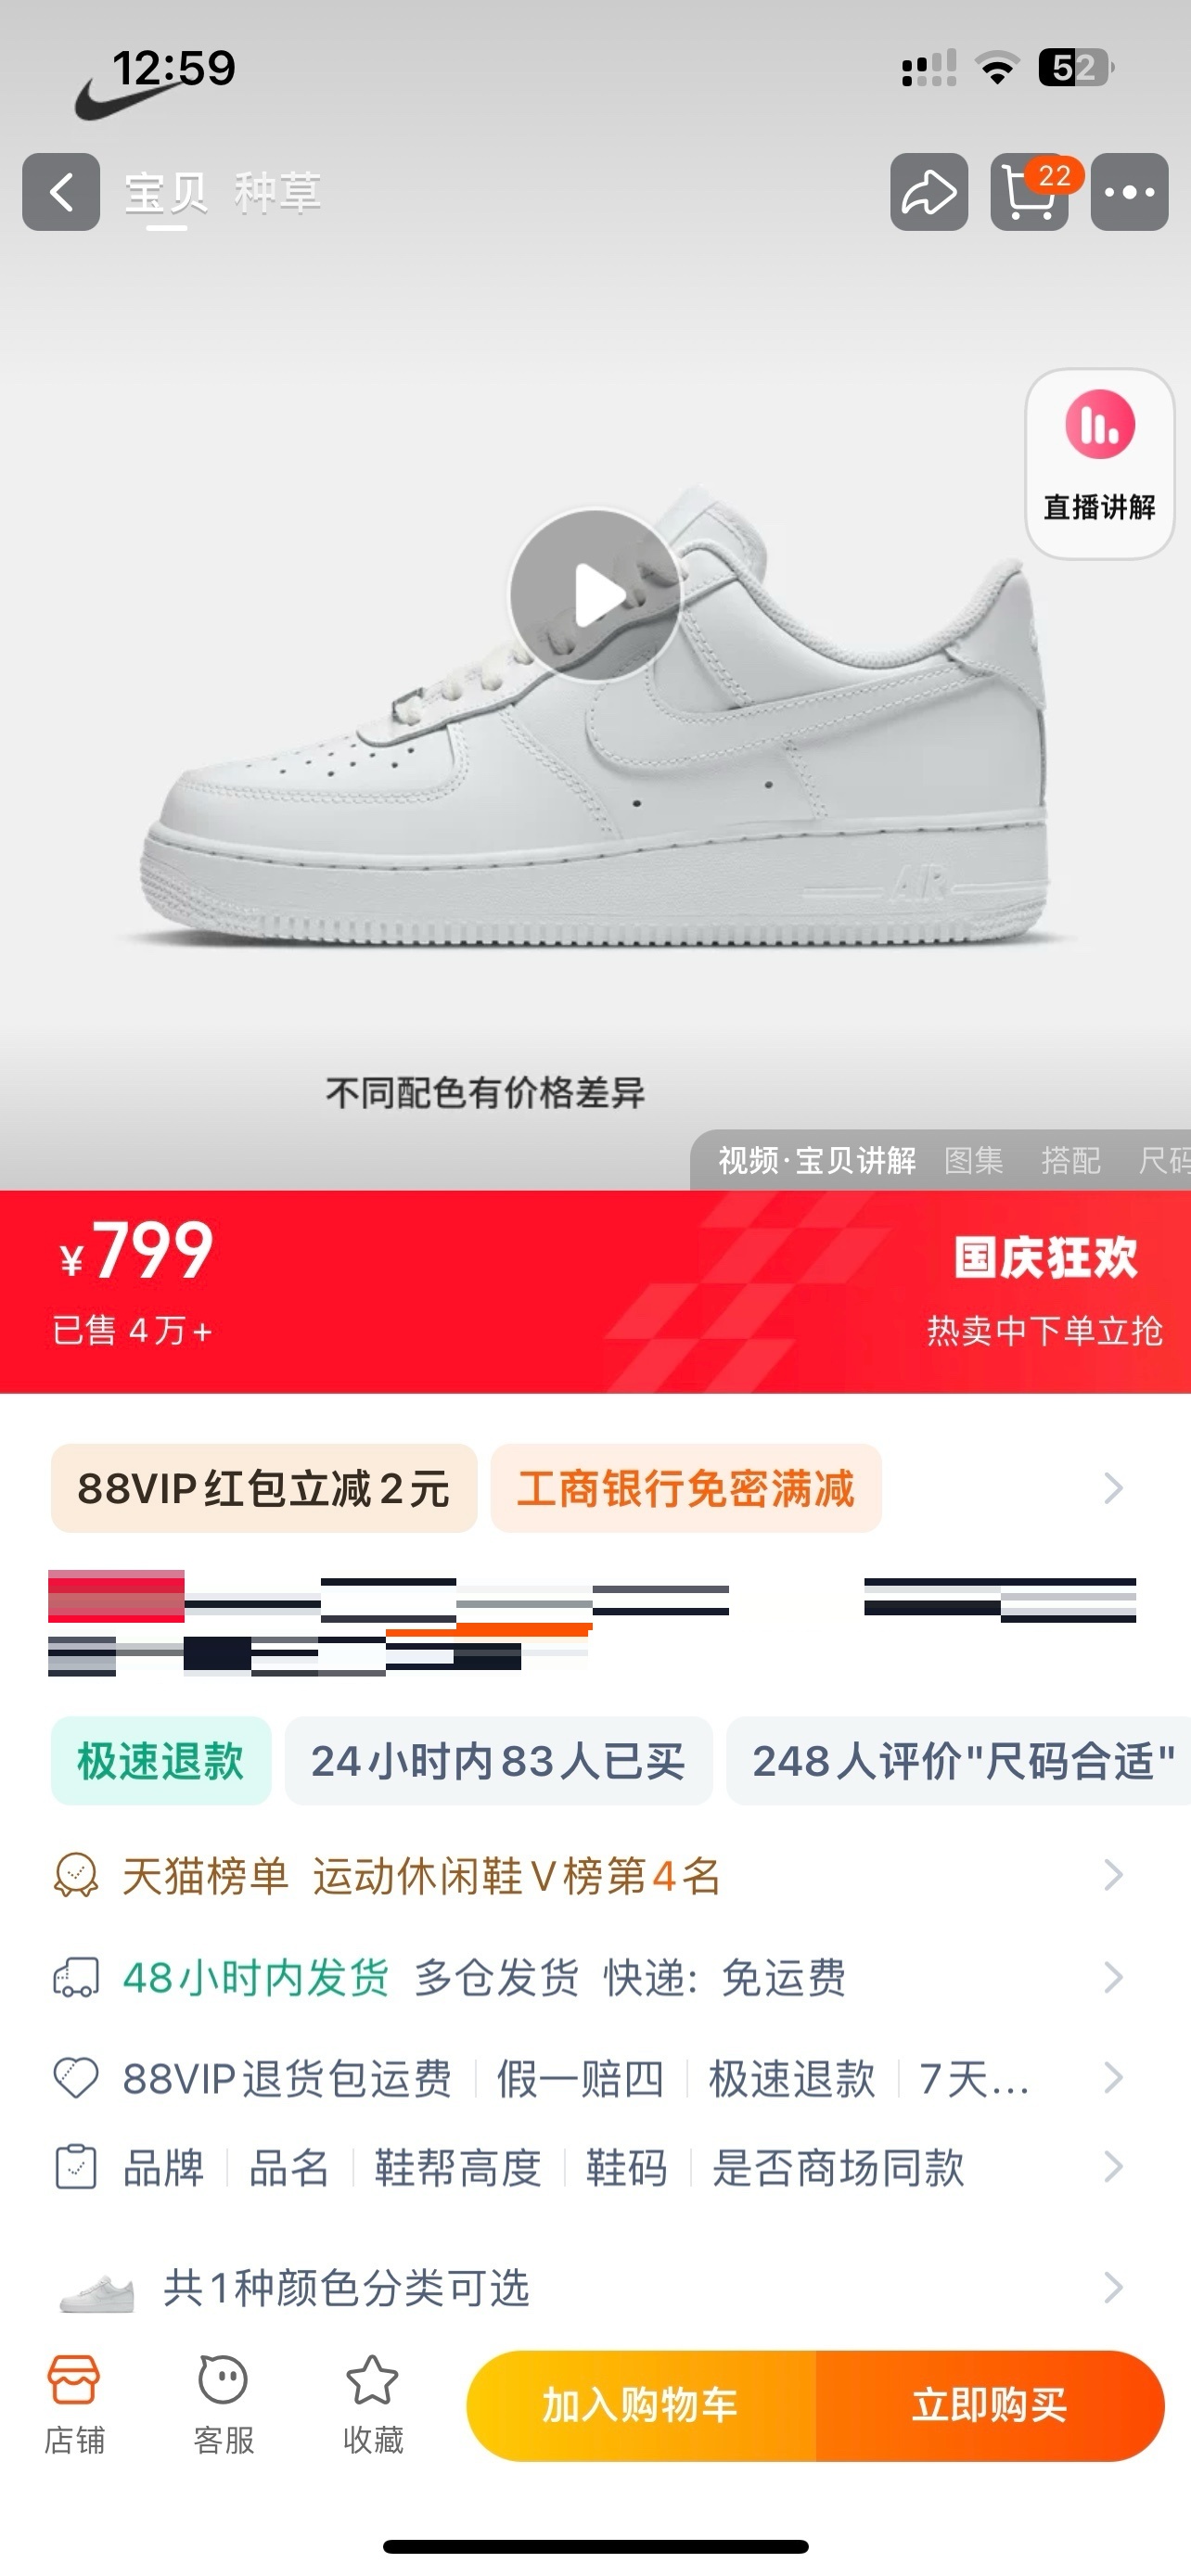 12:59
52
宝贝 种草
22
直播讲解
AIR
不同配色有价格差异
视频·宝贝讲解 图集 搭配 尺码
¥799
国庆狂欢
已售 4万+
热卖中下单立抢
88VIP红包立减2元 工商银行免密满减
极速退款 24小时内83人已买 248人评价"尺码合适"
天猫榜单 运动休闲鞋V榜第4名
48小时内发货 多仓发货 快递: 免运费
88VIP退货包运费 假一赔四 极速退款 7天...
品牌 品名 鞋帮高度 鞋码 是否商场同款
共1种颜色分类可选
店铺 客服 收藏 加入购物车 立即购买